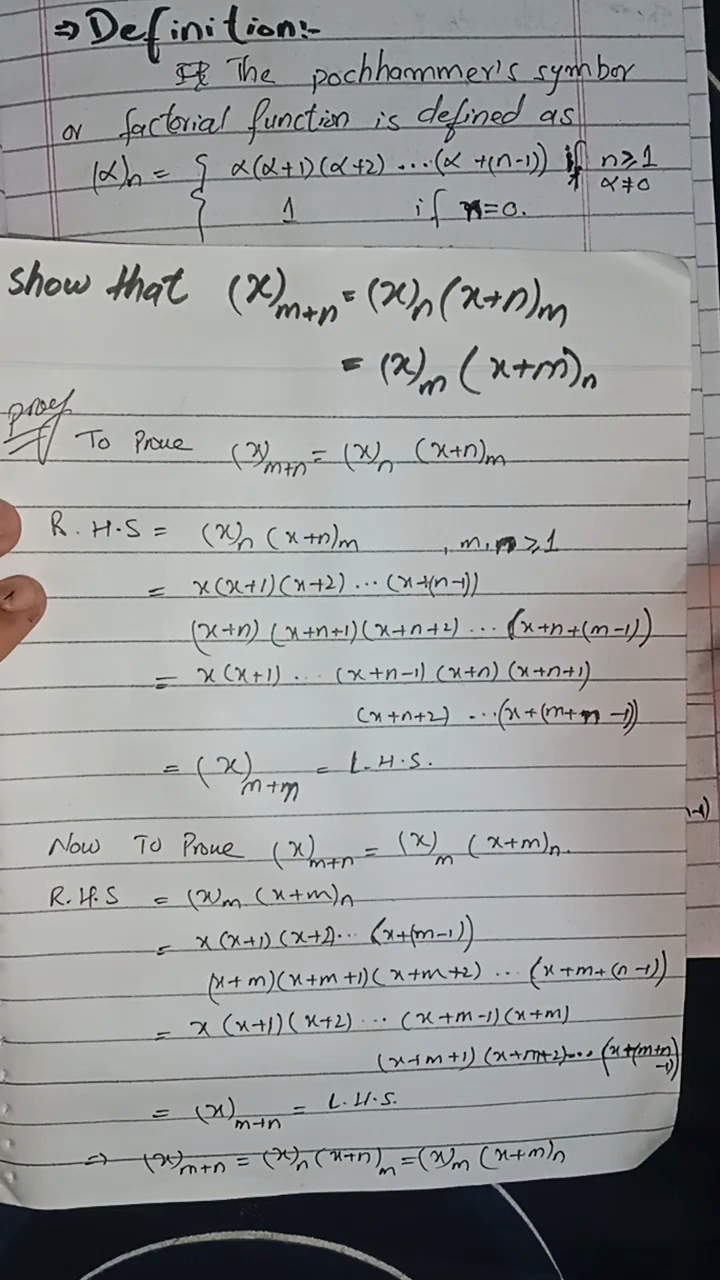 ⇒ Definition:-
The pochhammer's symbol
or factorial function is defined as
(α)n = { α(α+1)(α+2) ...(α+(n-1)) if n≥1
α≠0
{ 1 if n=0.
show that (x)m+n = (x)n (x+n)m
= (x)m (x+m)n
Proof
To Prove (x)m+n = (x)n (x+n)m
R.H.S = (x)n (x+n)m , m,n≥1
= x(x+1)(x+2) ... (x+(n-1))
(x+n) (x+n+1)(x+n+2) ... (x+n+(m-1))
= x(x+1) ... (x+n-1) (x+n) (x+n+1)
(x+n+2) ...(x+(m+n-1))
= (x)m+n = L.H.S.
-1)
Now To Prove (x)m+n = (x)m (x+m)n.
R.H.S = (x)m (x+m)n
= x(x+1)(x+2)... (x+(m-1))
(x+m)(x+m+1)(x+m+2) ... (x+m+(n-1))
= x(x+1)(x+2) ... (x+m-1)(x+m)
(x+m+1)(x+m+2)... (x+(m+n)
-1)
= (x)m+n = L.H.S.
⇒ (x)m+n = (x)n (x+n)m = (x)m (x+m)n